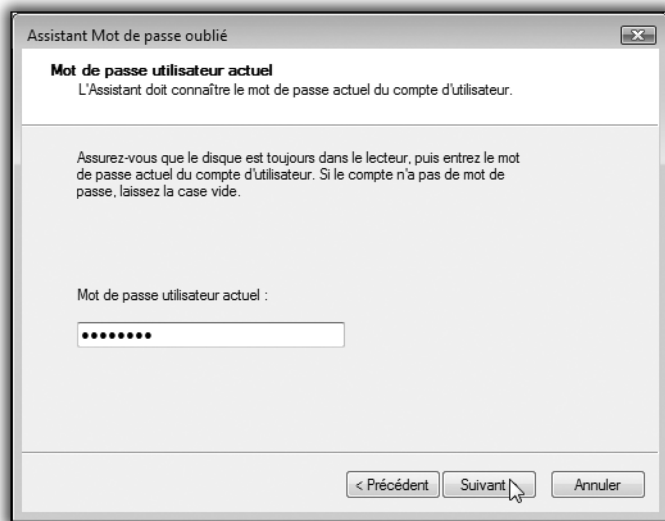 Assistant Mot de passe oublié
Mot de passe utilisateur actuel
L'Assistant doit connaître le mot de passe actuel du compte d'utilisateur.
Assurez-vous que le disque est toujours dans le lecteur, puis entrez le mot
de passe actuel du compte d'utilisateur. Si le compte n'a pas de mot de
passe, laissez la case vide.
Mot de passe utilisateur actuel :
••••••••
< Précédent Suivant Annuler